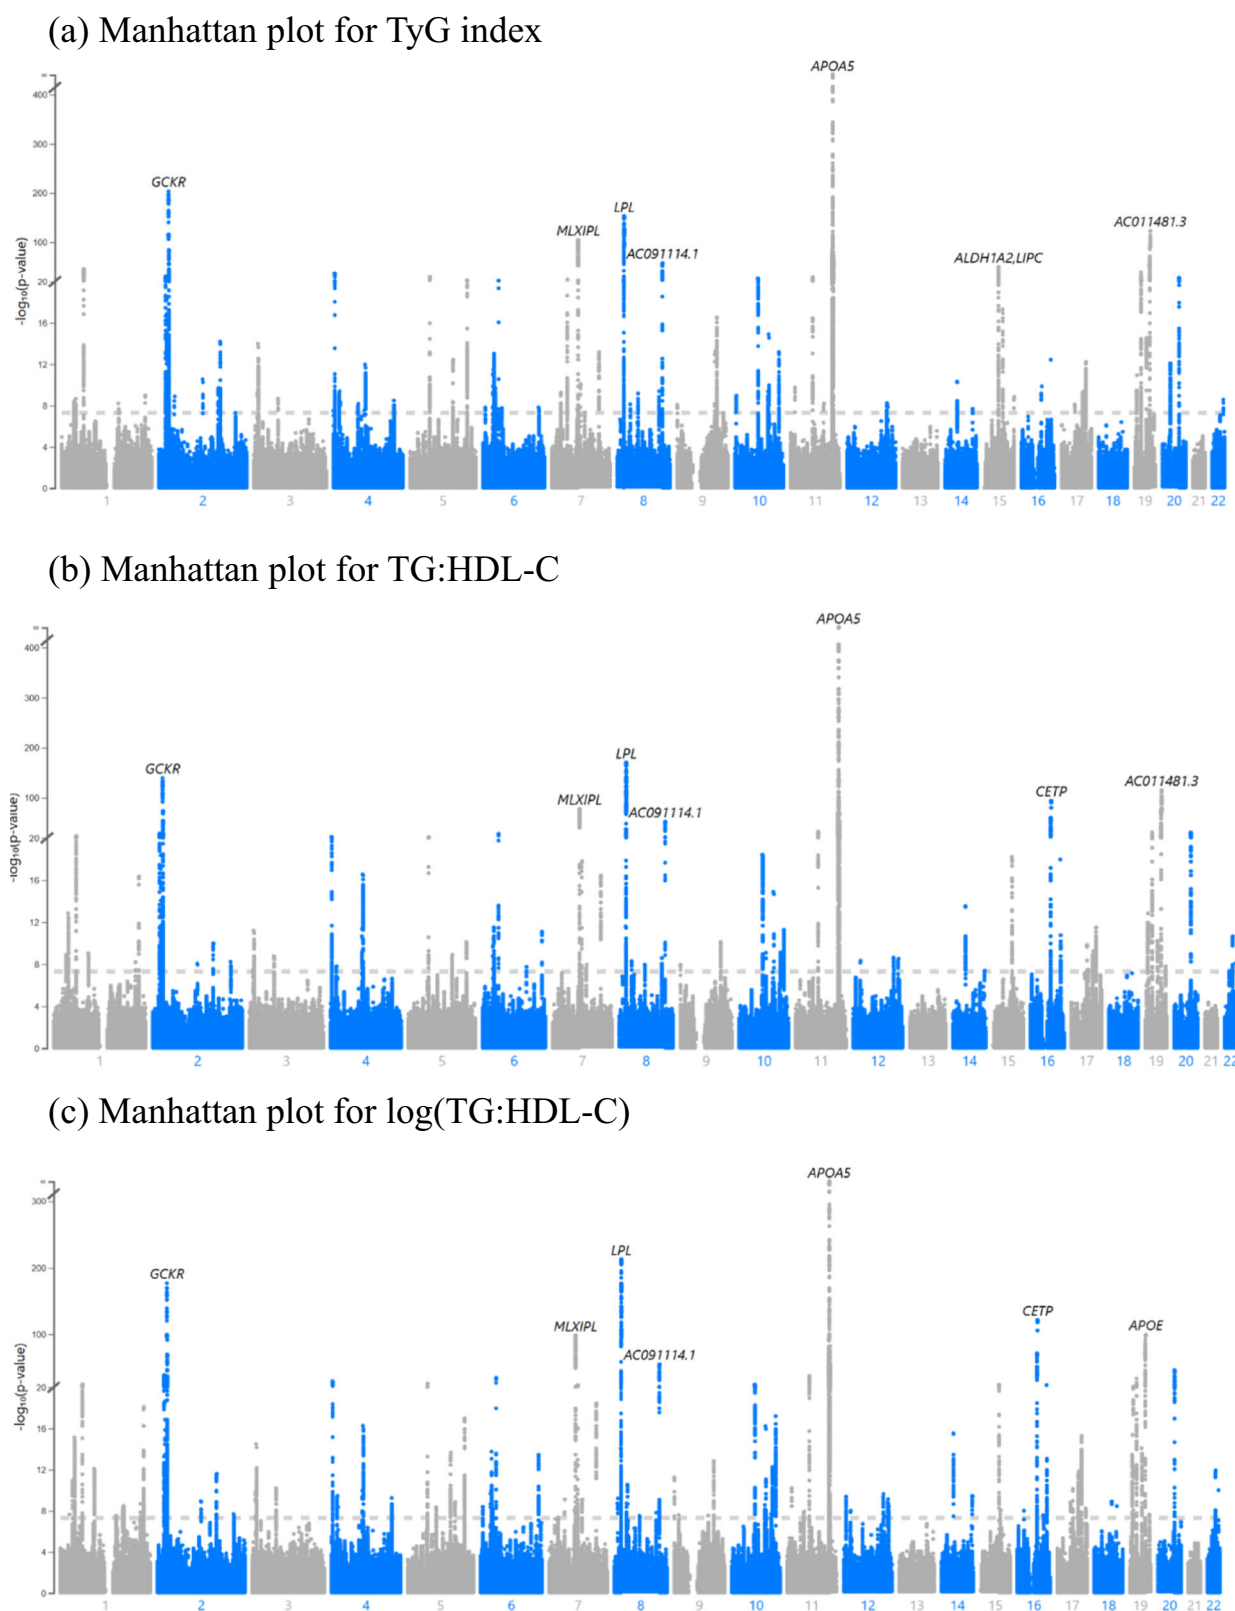 (a) Manhattan plot for TyG index
APOA5
∞
400
300
200
GCKR
LPL
AC011481.3
MLXIPL
100
AC091114.1
ALDH1A2,LIPC
20
-log₁₀(p-value)
16
12
8
4
0
1 2 3 4 5 6 7 8 9 10 11 12 13 14 15 16 17 18 19 20 21 22
(b) Manhattan plot for TG:HDL-C
APOA5
∞
400
300
200
LPL
GCKR
AC011481.3
MLXIPL
CETP
100
AC091114.1
20
-log₁₀(p-value)
16
12
8
4
0
1 2 3 4 5 6 7 8 9 10 11 12 13 14 15 16 17 18 19 20 21 22
(c) Manhattan plot for log(TG:HDL-C)
APOA5
∞
300
LPL
200
GCKR
CETP
MLXIPL
APOE
100
AC091114.1
20
-log₁₀(p-value)
16
12
8
4
0
1 2 3 4 5 6 7 8 9 10 11 12 13 14 15 16 17 18 19 20 21 22